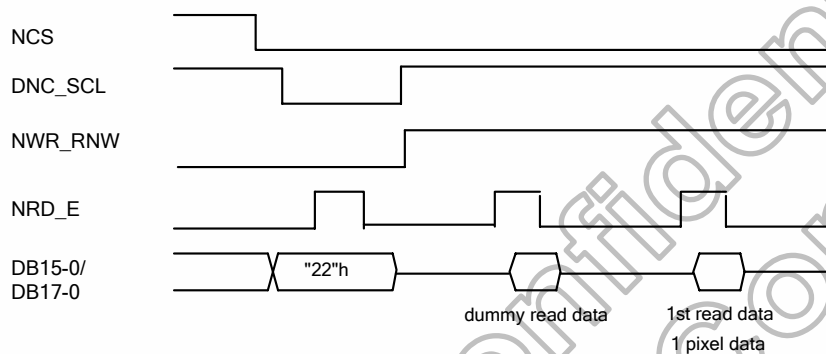 NCS
DNC_SCL
NWR_RNW
NRD_E
DB15-0/
DB17-0
"22"h
dummy read data
1st read data
1 pixel data